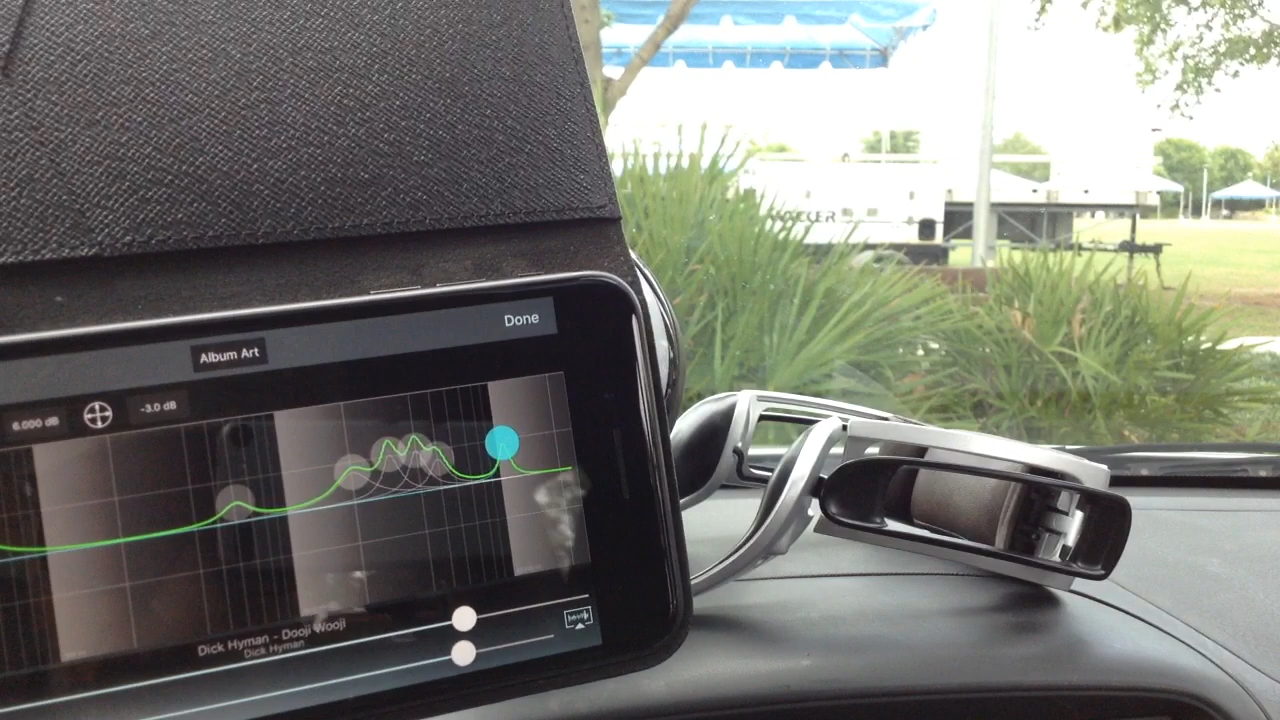 Done
Album Art
6.000 dB
-3.0 dB
Dick Hyman - Dooji Wooji
Dick Hyman